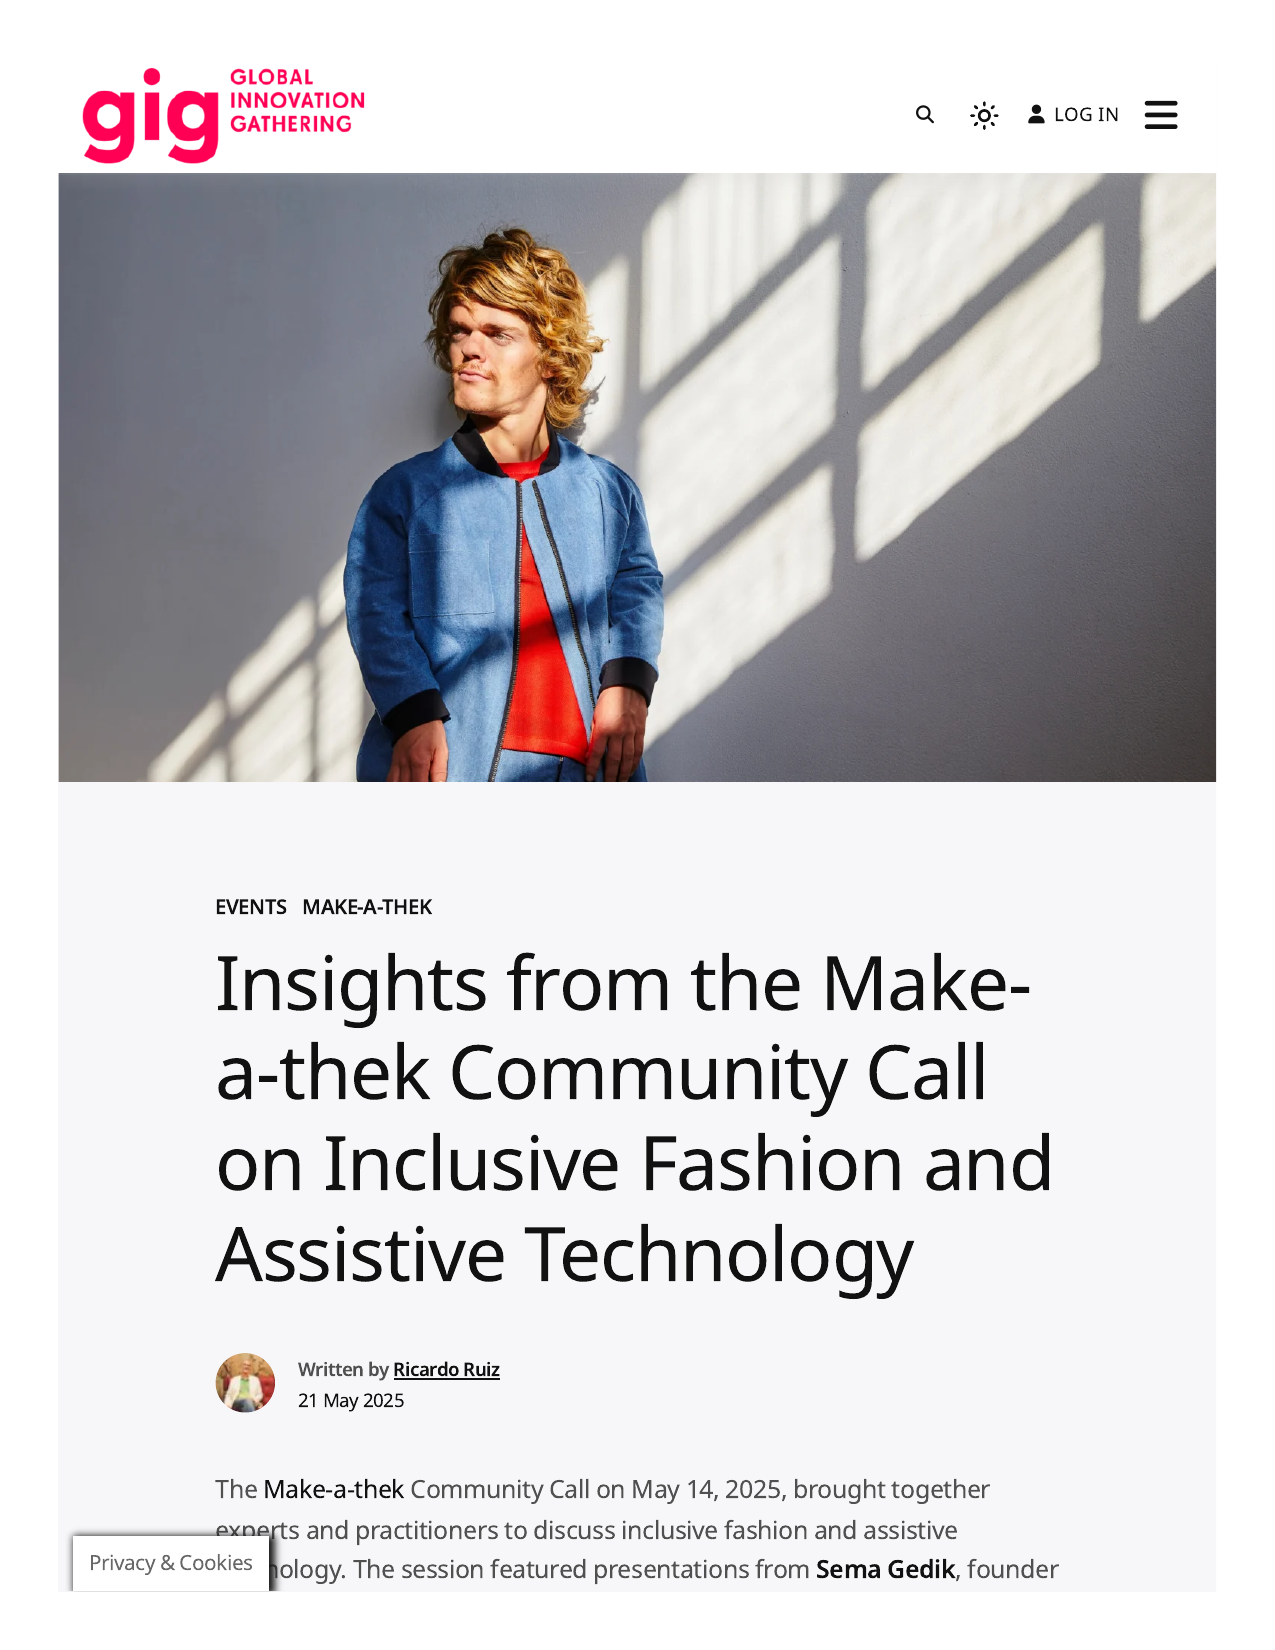 gig
GLOBAL
INNOVATION
GATHERING
LOG IN
EVENTS MAKE-A-THEK
Insights from the Make-
a-thek Community Call
on Inclusive Fashion and
Assistive Technology
Written by Ricardo Ruiz
21 May 2025
The Make-a-thek Community Call on May 14, 2025, brought together
experts and practitioners to discuss inclusive fashion and assistive
nology. The session featured presentations from Sema Gedik, founder
Privacy & Cookies